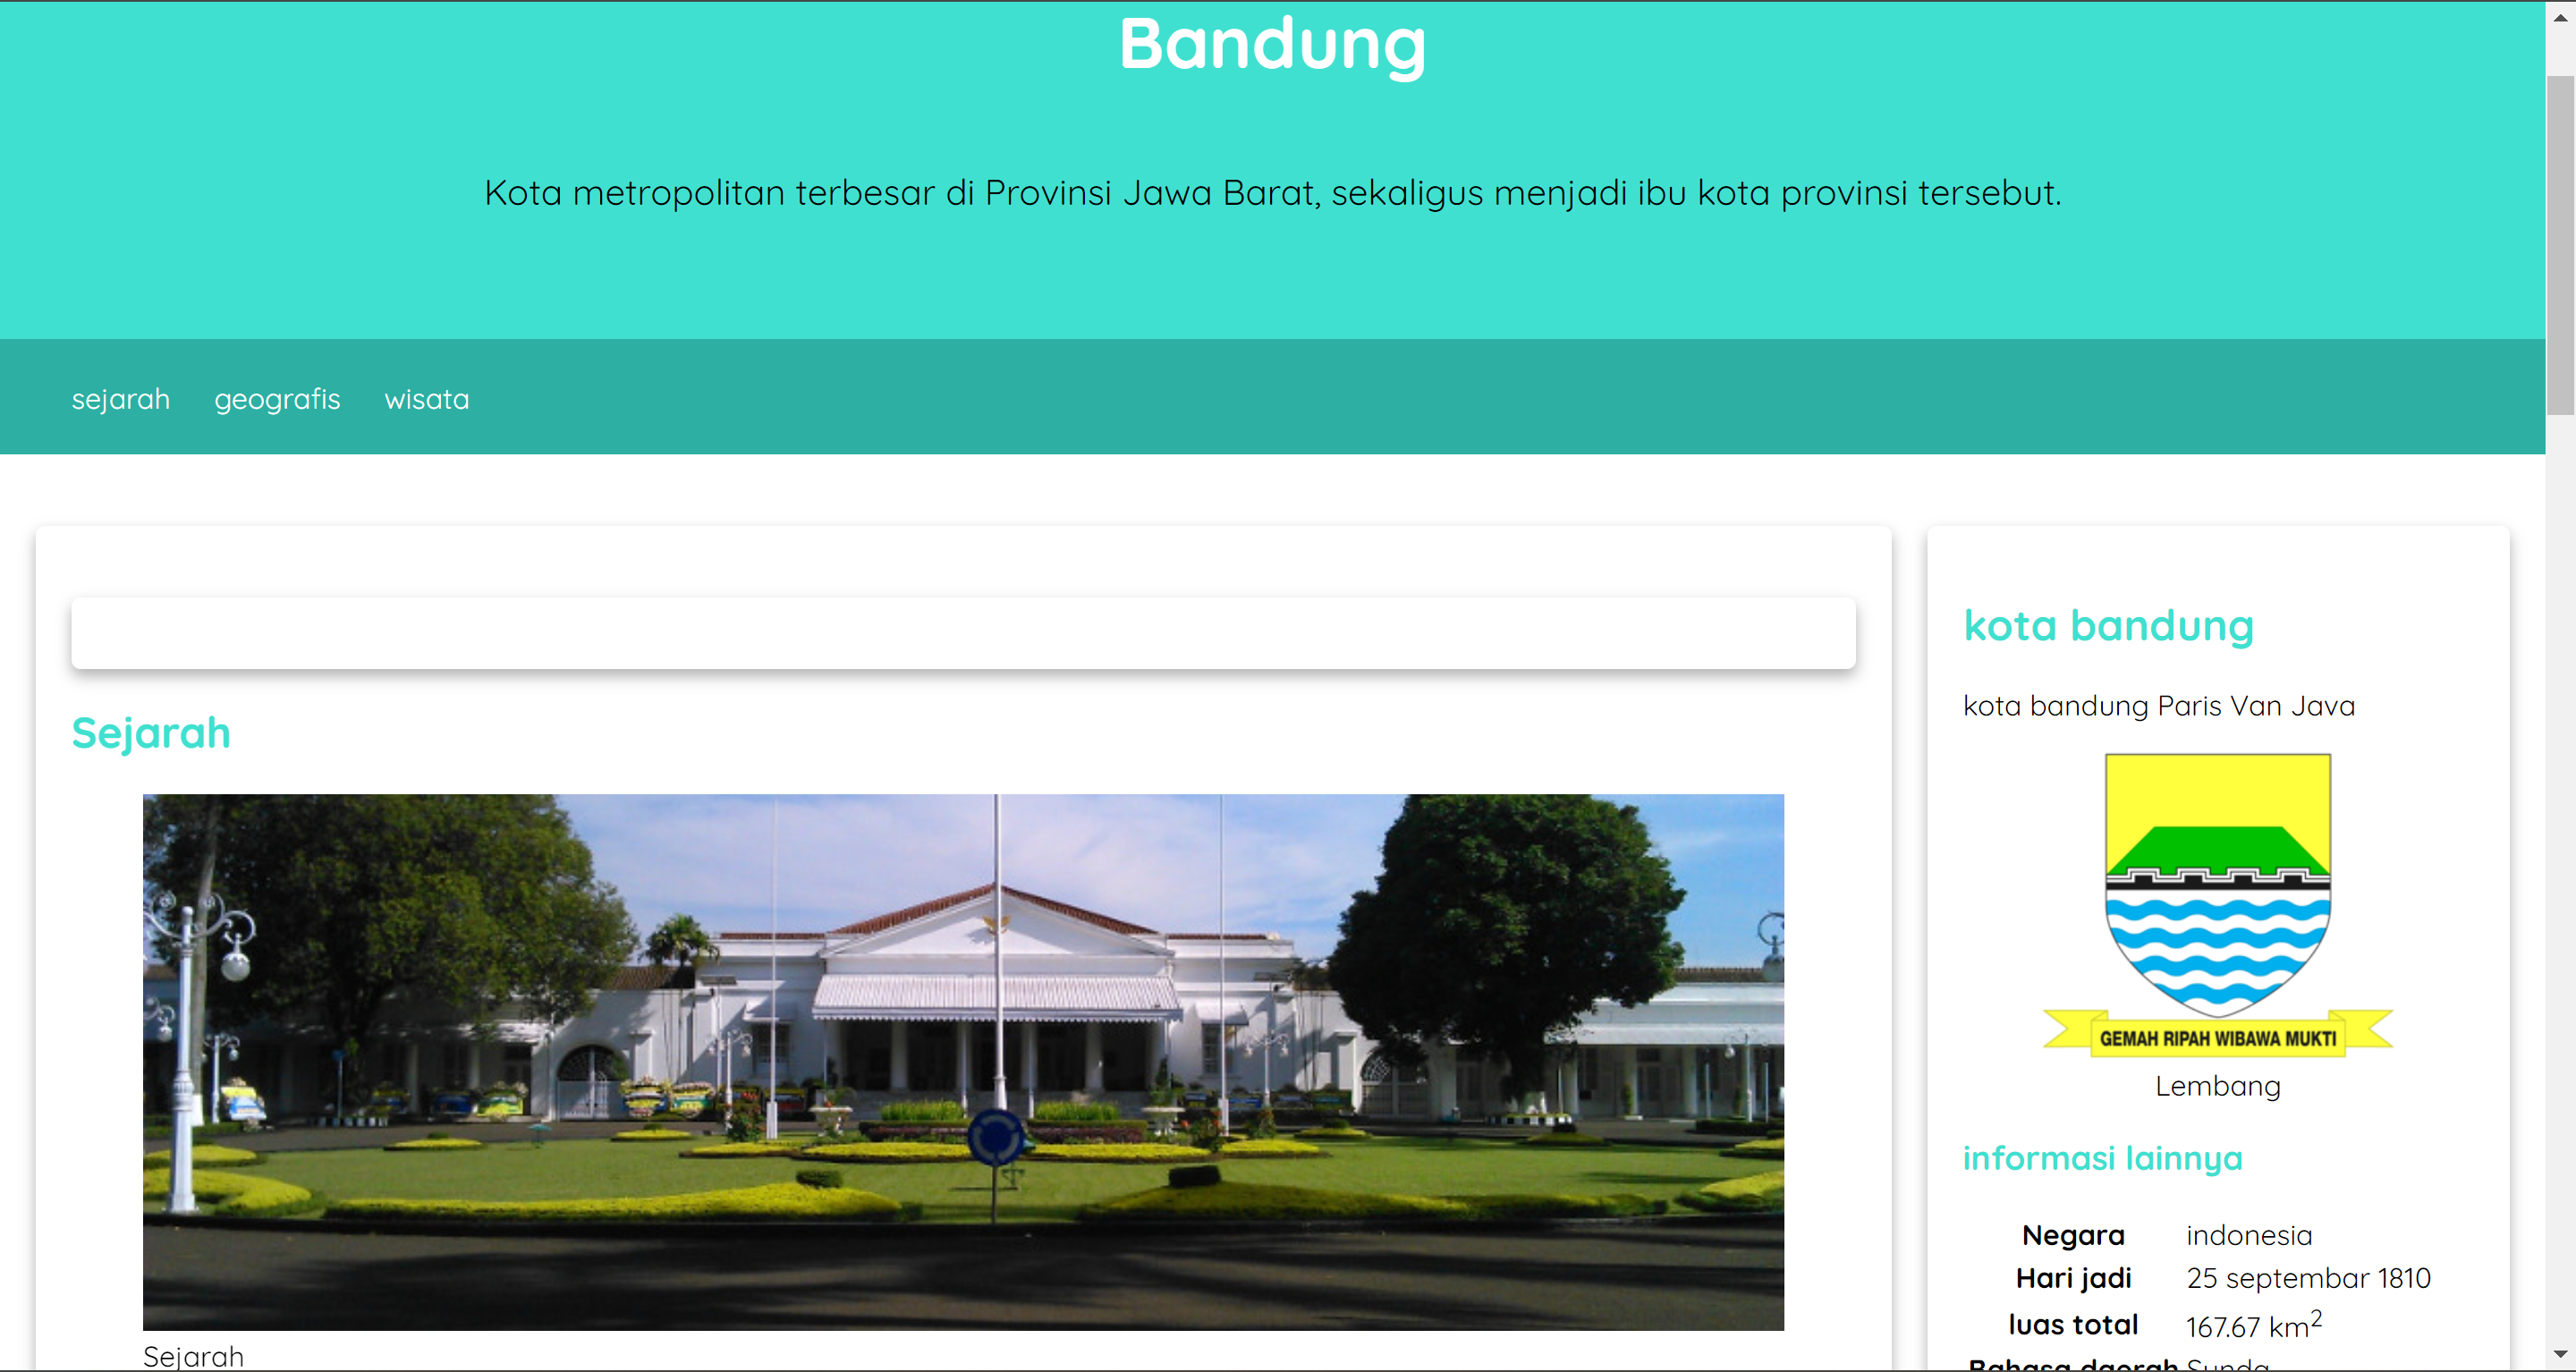 Bandung
Kota metropolitan terbesar di Provinsi Jawa Barat, sekaligus menjadi ibu kota provinsi tersebut.
sejarah geografis wisata
Sejarah
Sejarah
kota bandung
kota bandung Paris Van Java
GEMAH RIPAH WIBAWA MUKTI
Lembang
informasi lainnya
Negara indonesia
Hari jadi 25 septembar 1810
luas total 167.67 km²
Bahasa daerah Sunda